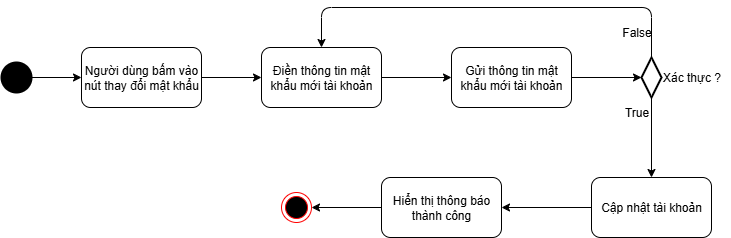 False
Người dùng bấm vào
nút thay đổi mật khẩu
Điền thông tin mật
khẩu mới tài khoản
Gửi thông tin mật
khẩu mới tài khoản
Xác thực ?
True
Hiển thị thông báo
thành công
Cập nhật tài khoản